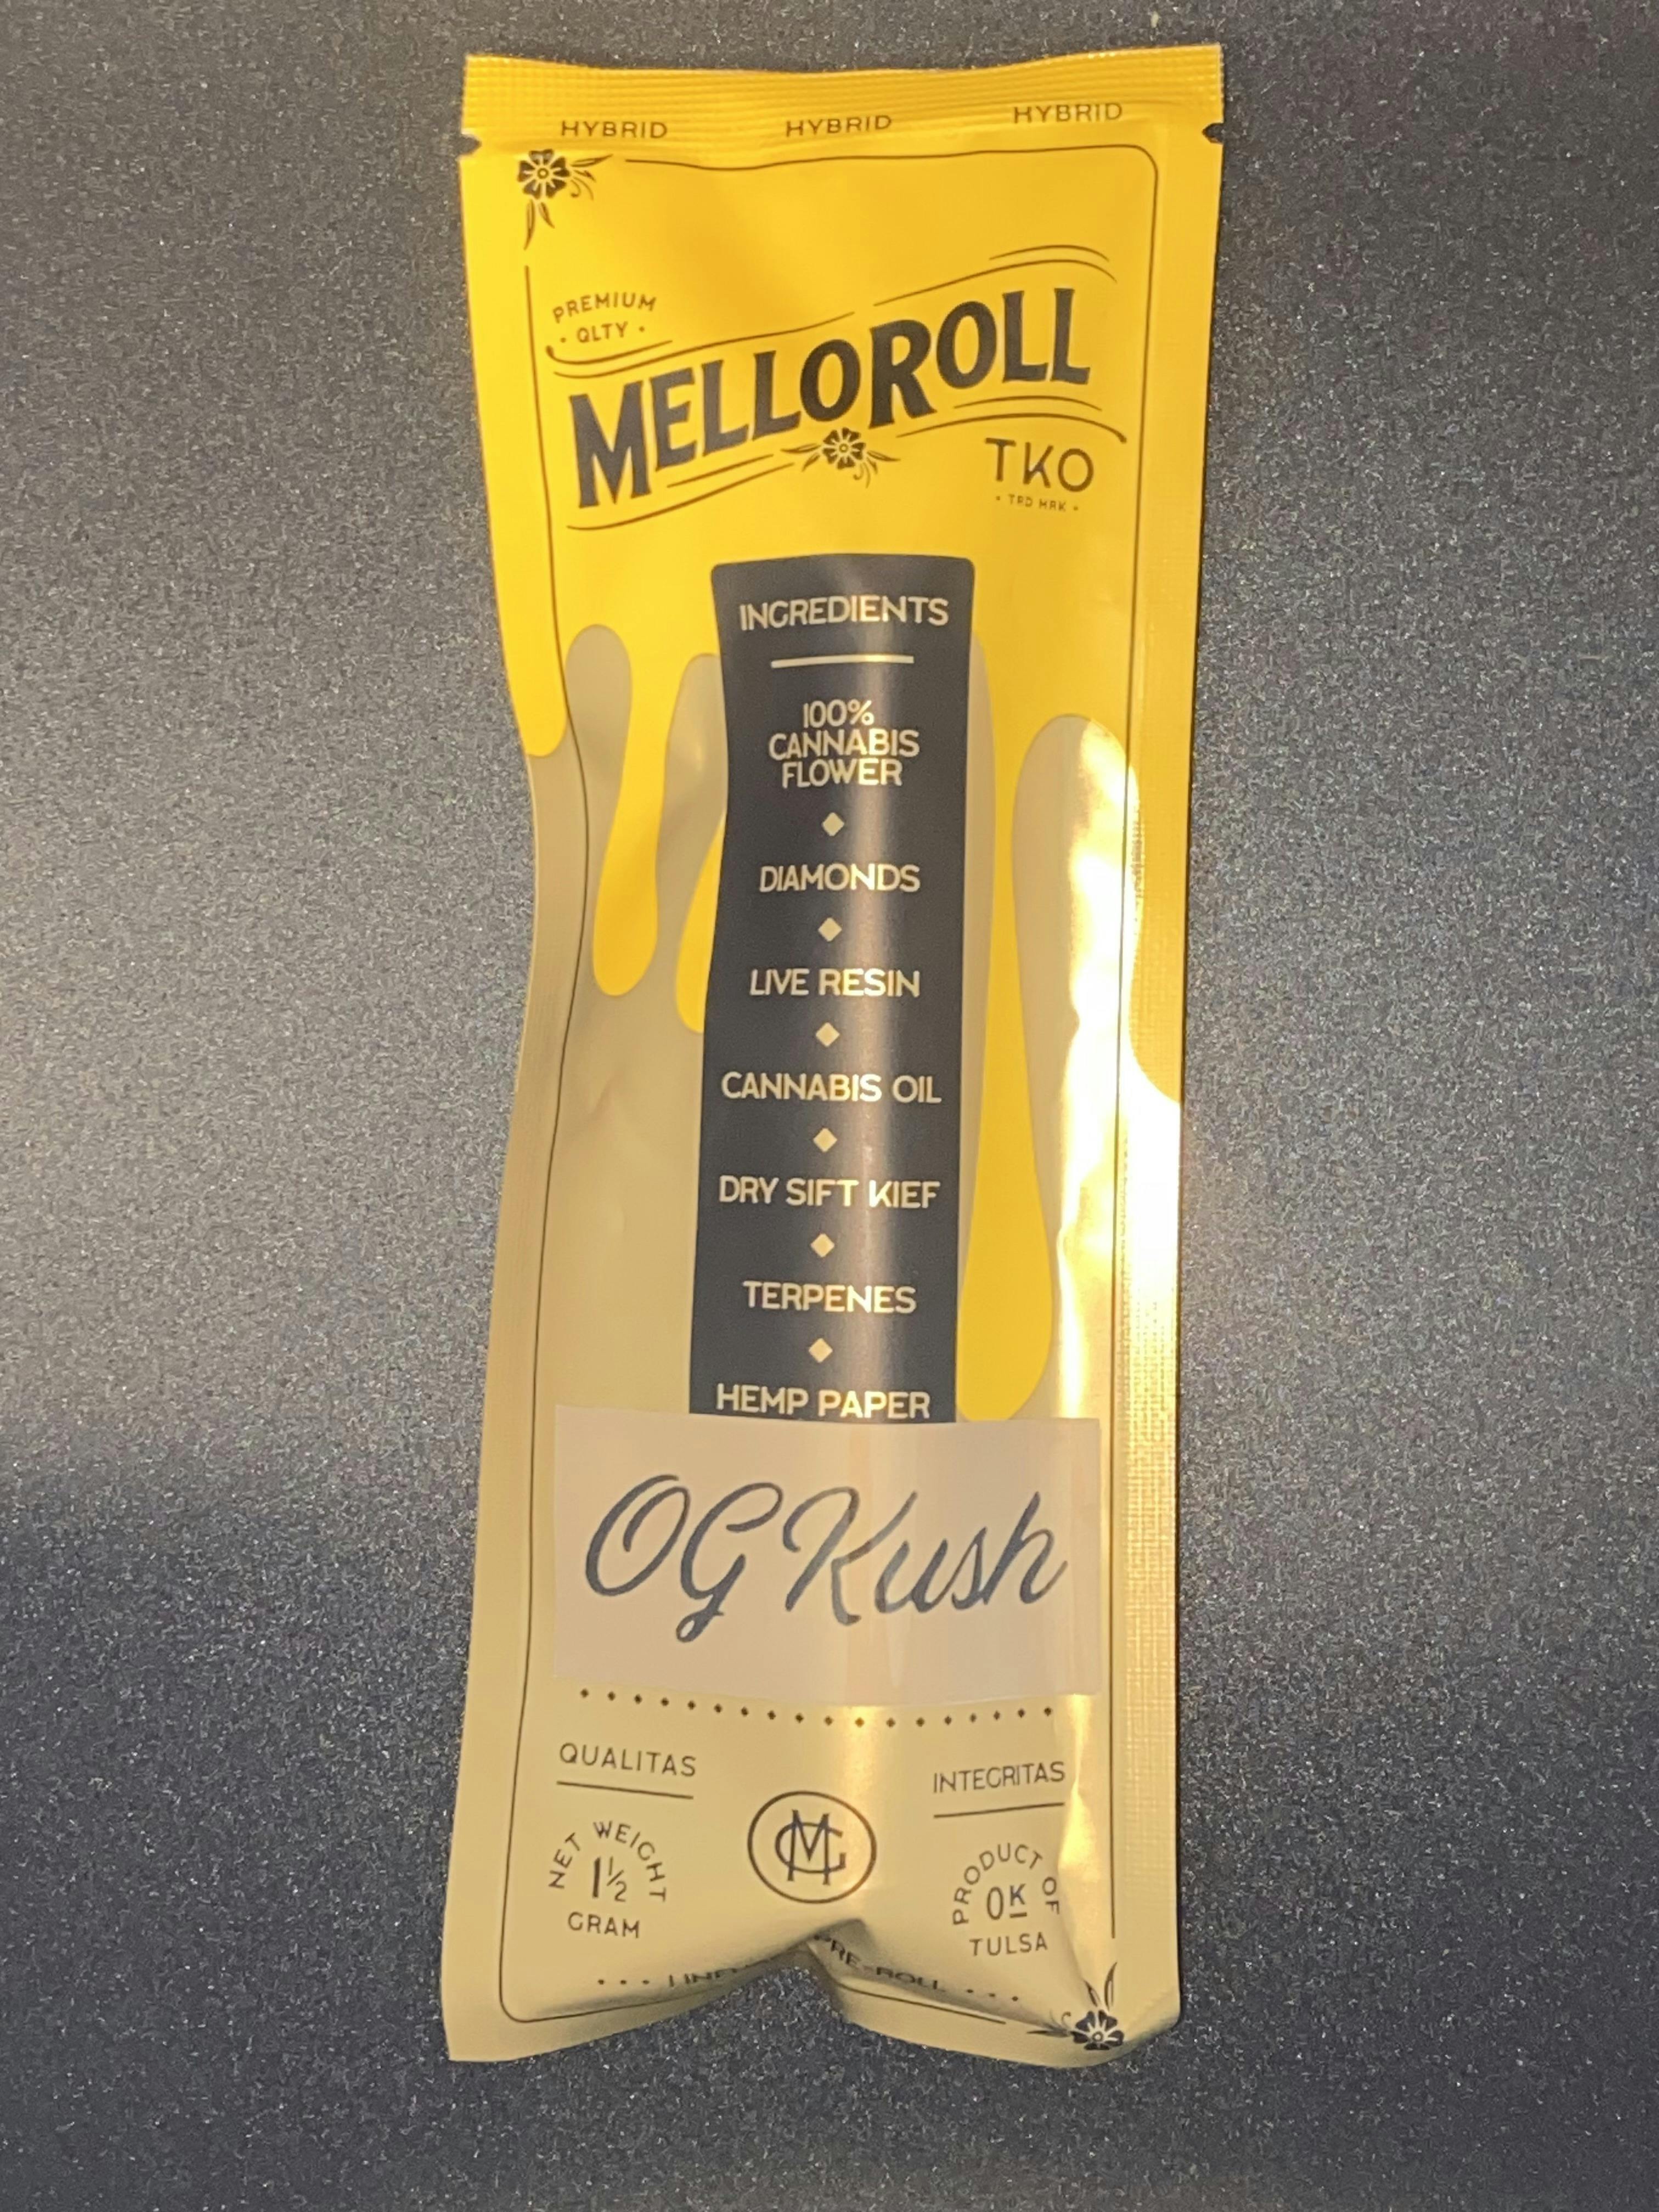 HYBRID HYBRID HYBRID
PREMIUM
· QLTY ·
MELLOROLL
TKO
· TRD MRK ·
INGREDIENTS
100%
CANNABIS
FLOWER
DIAMONDS
LIVE RESIN
CANNABIS OIL
DRY SIFT KIEF
TERPENES
HEMP PAPER
OG Kush
QUALITAS
INTEGRITAS
NET WEIGHT
1½
GRAM
MG
PRODUCT OF
OK
TULSA
PRE-ROLL